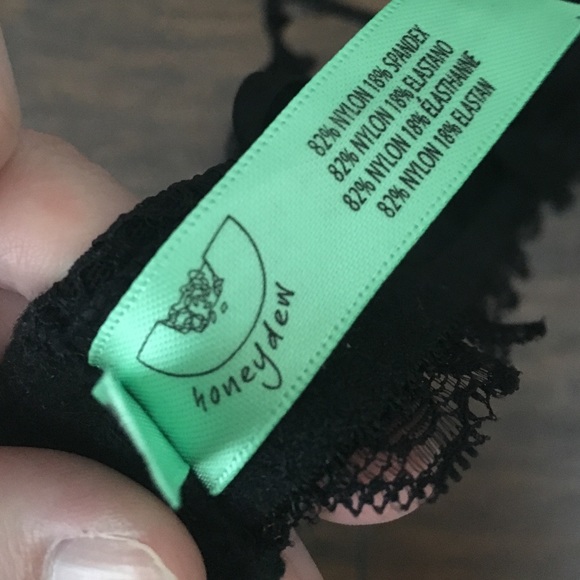 82% NYLON 18% SPANDEX
82% NYLON 18% ELASTANO
82% NYLON 18% ELASTHANNE
82% NYLON 18% ELASTAN
honeydew